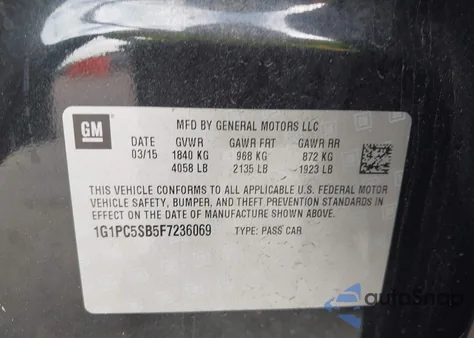 GM
MFD BY GENERAL MOTORS LLC
DATE GVWR GAWR FRT GAWR RR
03/15 1840 KG 968 KG 872 KG
4058 LB 2135 LB 1923 LB
THIS VEHICLE CONFORMS TO ALL APPLICABLE U.S. FEDERAL MOTOR
VEHICLE SAFETY, BUMPER, AND THEFT PREVENTION STANDARDS IN
EFFECT ON THE DATE OF MANUFACTURE SHOWN ABOVE.
1G1PC5SB5F7236069 TYPE: PASS CAR
autoSnap